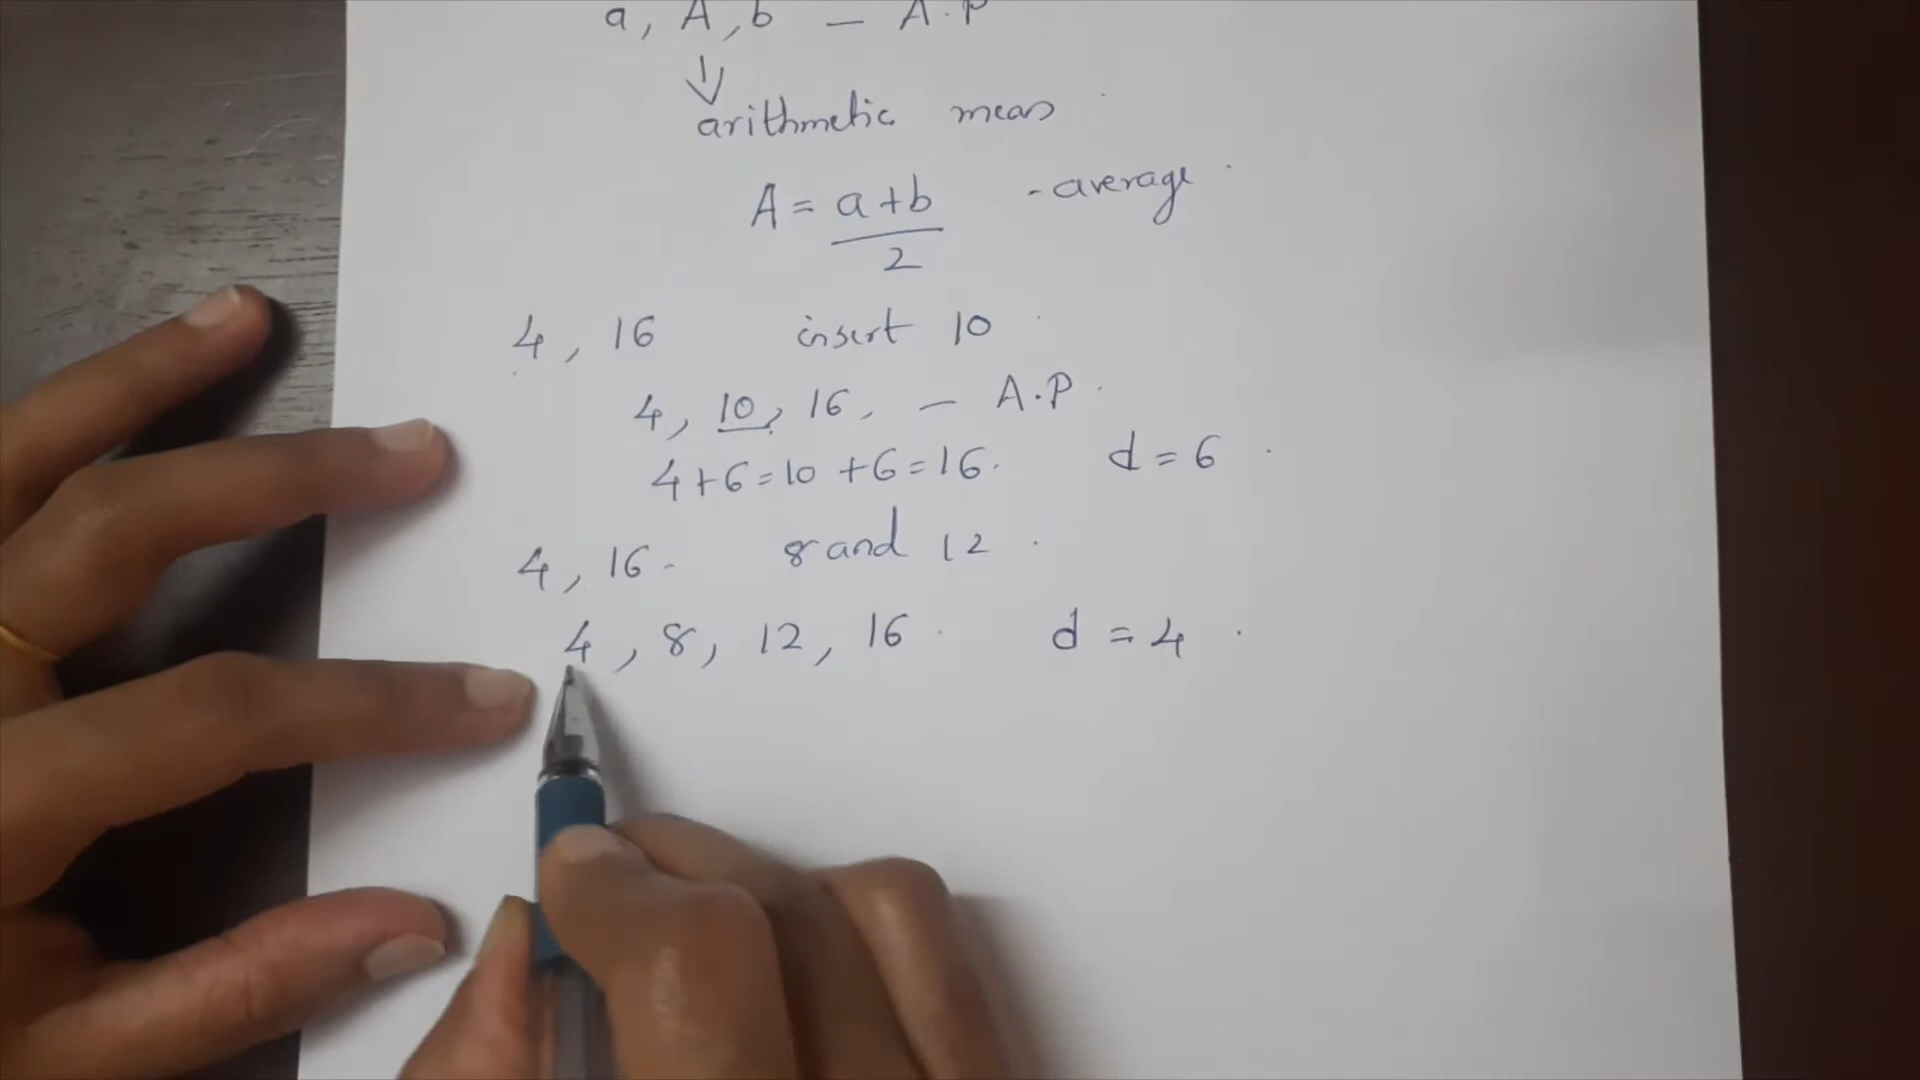 a, A, b — A.P
arithmetic mean
A = a+b - average
2
4, 16 insert 10
4, 10, 16, — A.P
4+6=10 +6=16. d = 6
4, 16 - 8 and 12
4, 8, 12, 16 d = 4